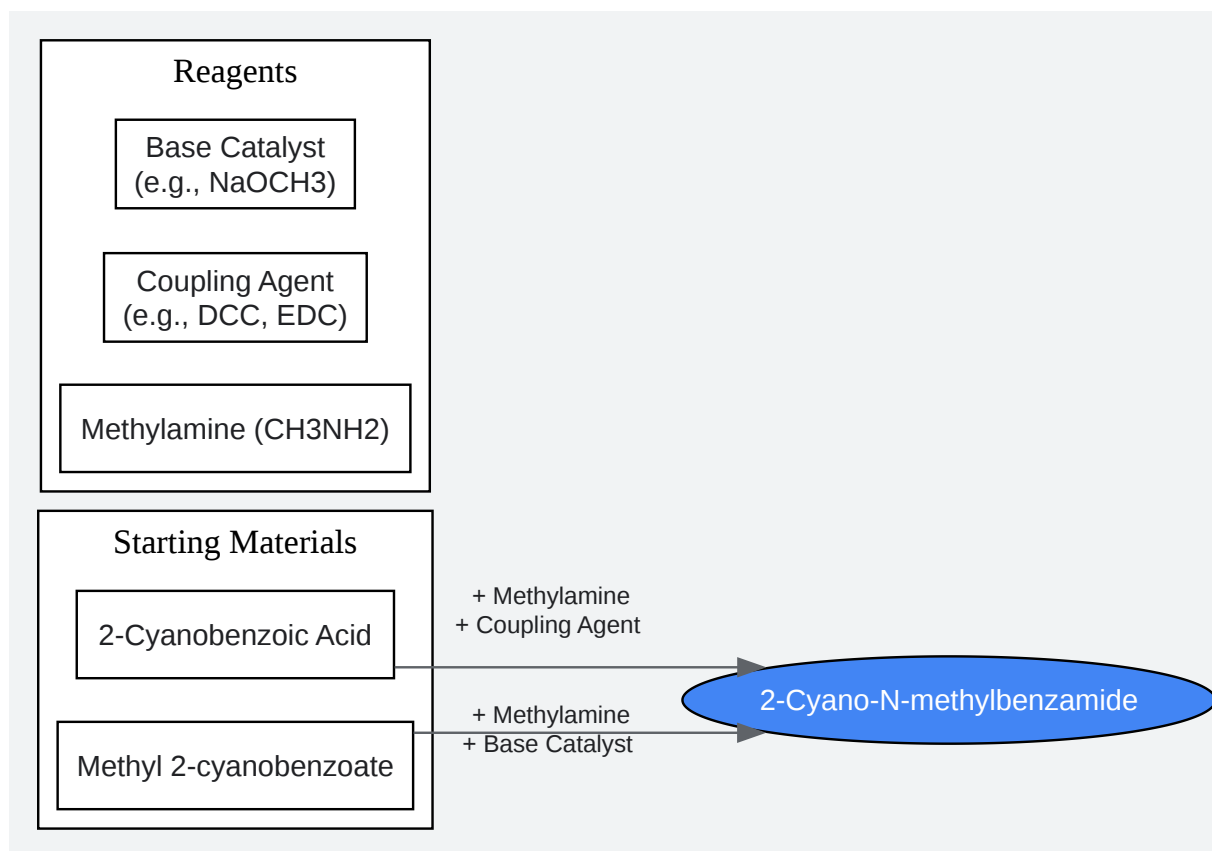 Reagents
Base Catalyst
(e.g., NaOCH3)
Coupling Agent
(e.g., DCC, EDC)
Methylamine (CH3NH2)
Starting Materials
2-Cyanobenzoic Acid
Methyl 2-cyanobenzoate
+ Methylamine
+ Coupling Agent
+ Methylamine
+ Base Catalyst
2-Cyano-N-methylbenzamide